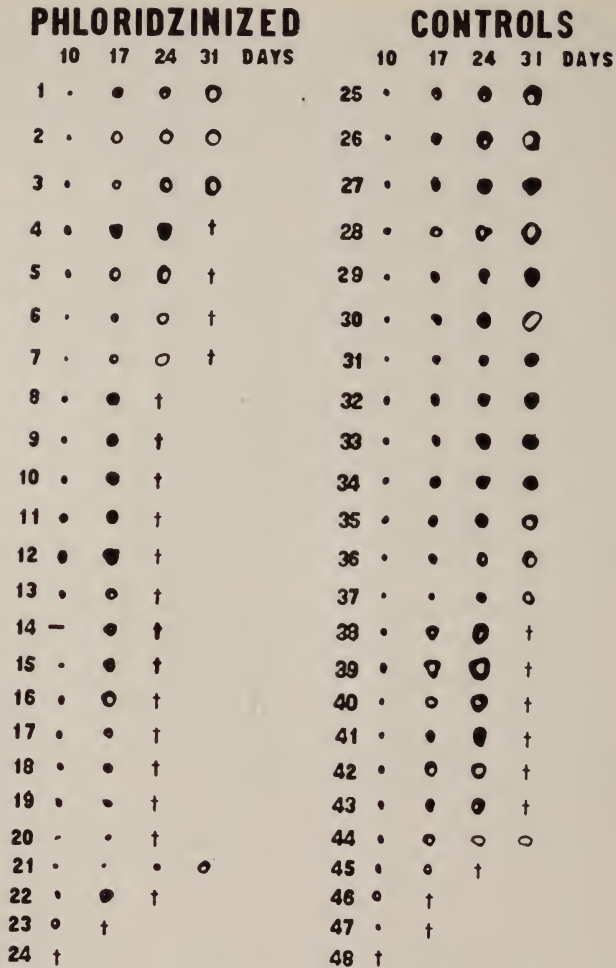 PHLORIDZINIZED CONTROLS
10 17 24 31 DAYS 10 17 24 31 DAYS
1 25
2 26
3 27
4 † 28
5 † 29
6 † 30
7 † 31
8 † 32
9 † 33
10 † 34
11 † 35
12 † 36
13 † 37
14 – † 38 †
15 † 39 †
16 † 40 †
17 † 41 †
18 † 42 †
19 † 43 †
20 † 44
21 45 †
22 † 46 †
23 † 47 †
24 † 48 †